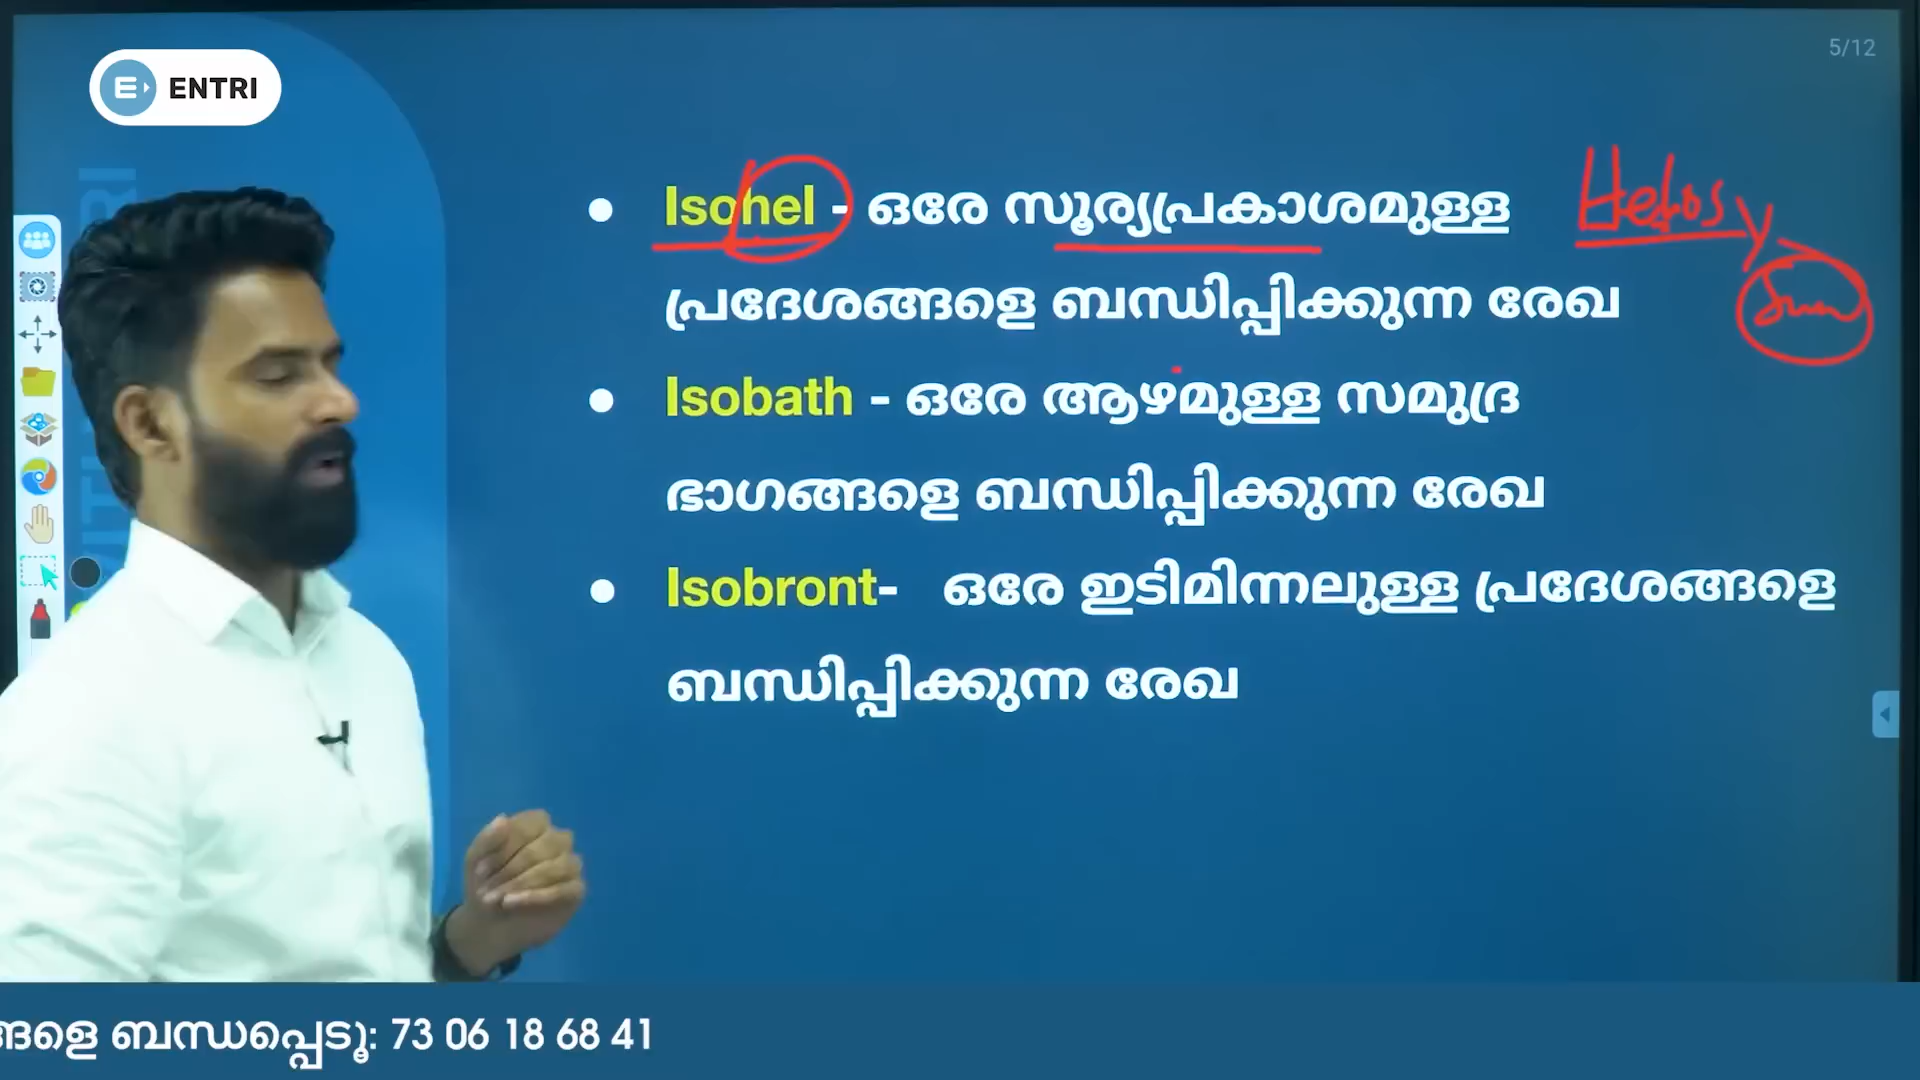 ENTRI
5/12
Isohel - ഒരേ സൂര്യപ്രകാശമുള്ള
Helios
Sun
പ്രദേശങ്ങളെ ബന്ധിപ്പിക്കുന്ന രേഖ
Isobath - ഒരേ ആഴമുള്ള സമുദ്ര
ഭാഗങ്ങളെ ബന്ധിപ്പിക്കുന്ന രേഖ
Isobront- ഒരേ ഇടിമിന്നലുള്ള പ്രദേശങ്ങളെ
ബന്ധിപ്പിക്കുന്ന രേഖ
ങ്ങളെ ബന്ധപ്പെടൂ: 73 06 18 68 41